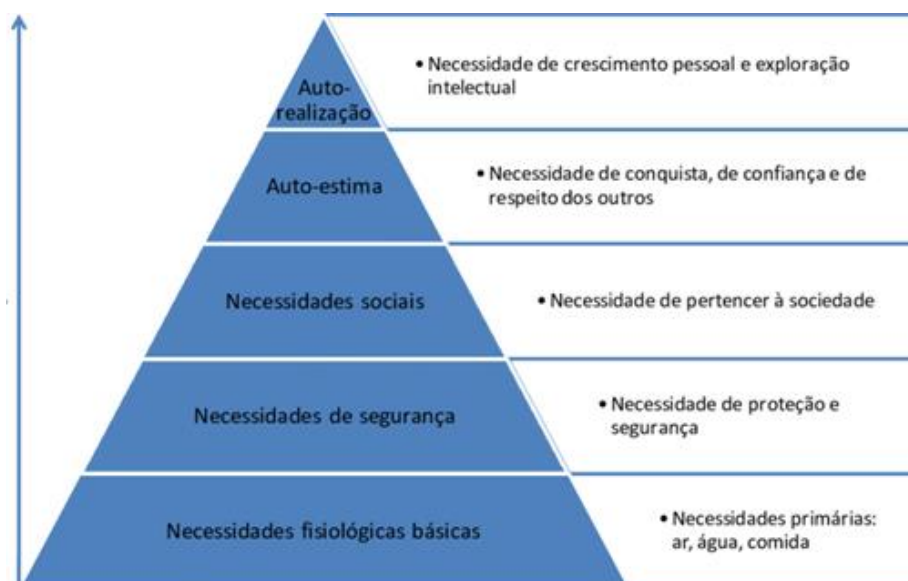 Auto-
realização
• Necessidade de crescimento pessoal e exploração
intelectual
Auto-estima
• Necessidade de conquista, de confiança e de
respeito dos outros
Necessidades sociais
• Necessidade de pertencer à sociedade
Necessidades de segurança
• Necessidade de proteção e
segurança
Necessidades fisiológicas básicas
• Necessidades primárias:
ar, água, comida